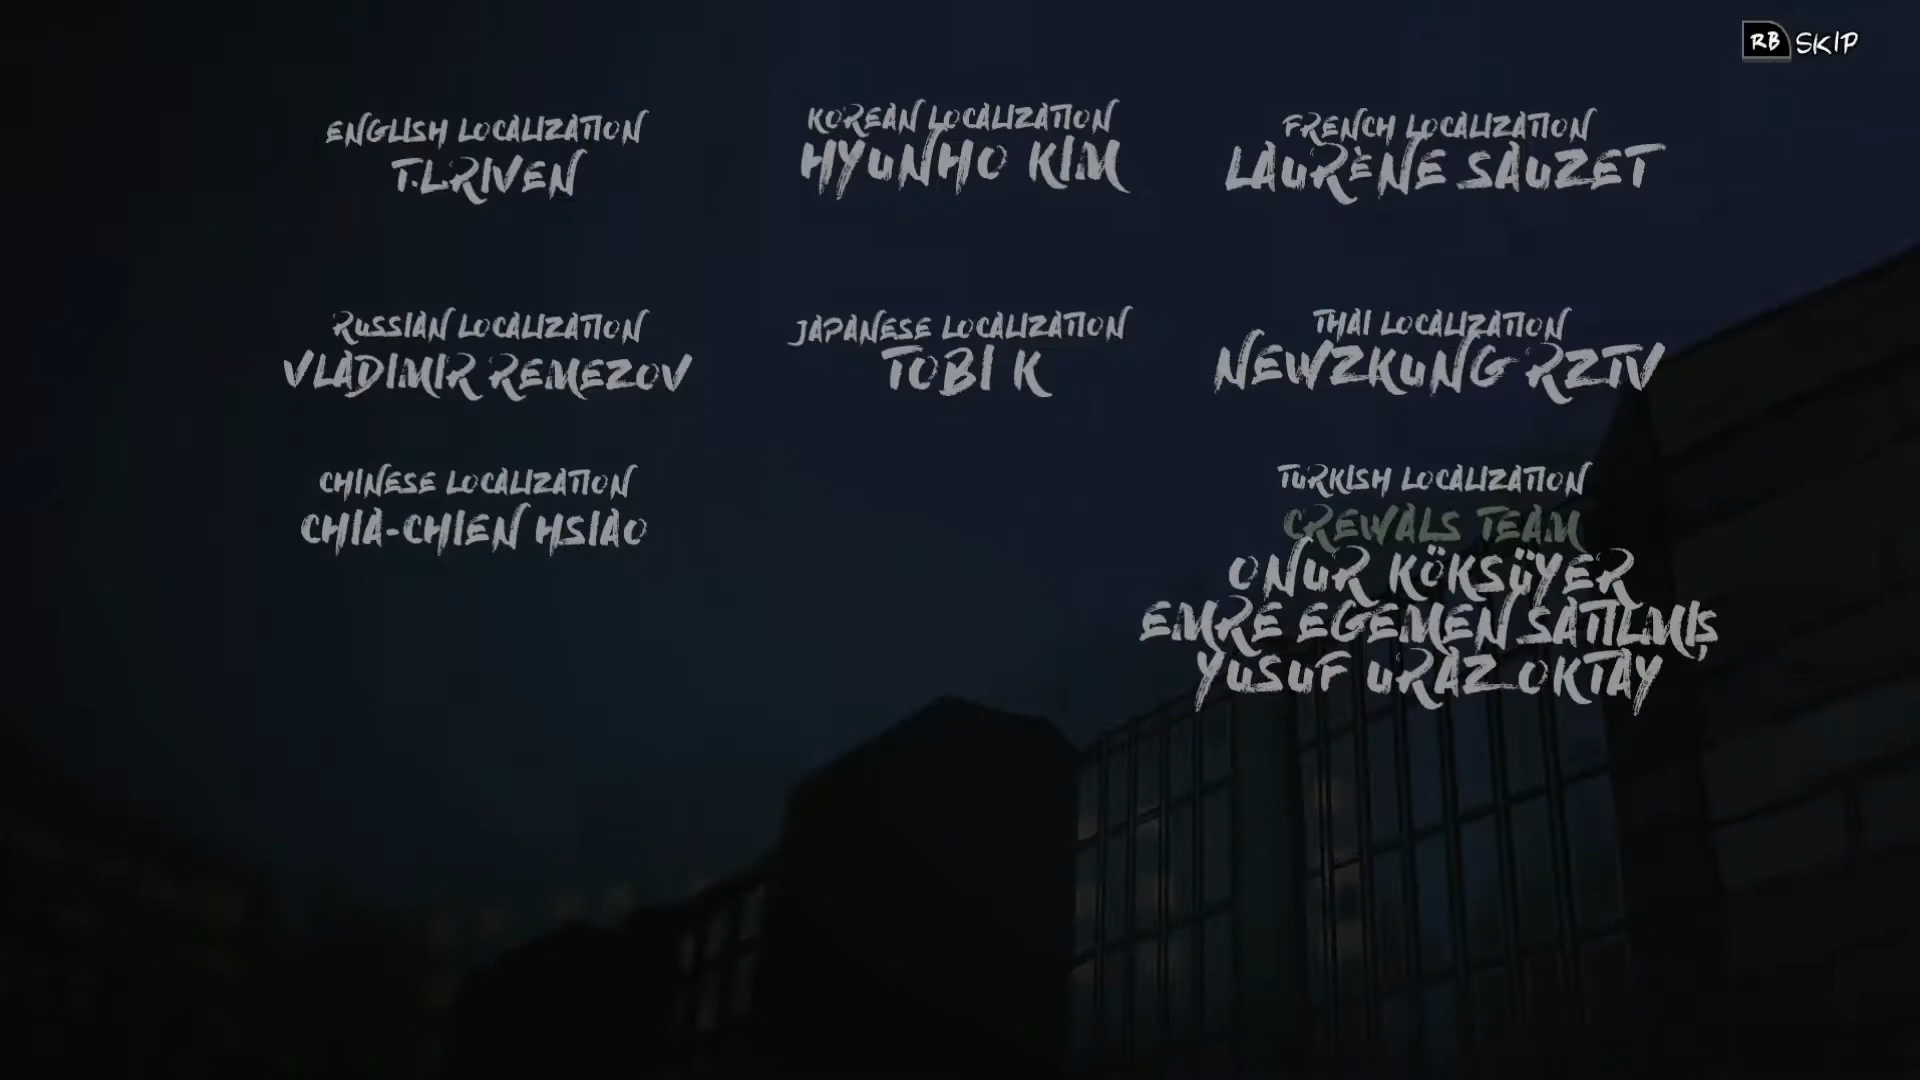 RB SKIP
ENGLISH LOCALIZATION
T.LRIVEN
KOREAN LOCALIZATION
HYUNHO KIM
FRENCH LOCALIZATION
LAURÈNE SAUZET
RUSSIAN LOCALIZATION
VLADIMIR REMEZOV
JAPANESE LOCALIZATION
TOBI K
THAI LOCALIZATION
NEWZKUNG RZTV
CHINESE LOCALIZATION
CHIA-CHIEN HSIAO
TURKISH LOCALIZATION
CREWALS TEAM
ONUR KÖKSÜYER
EMRE EGEMEN SATILMIŞ
YUSUF URAZ OKTAY